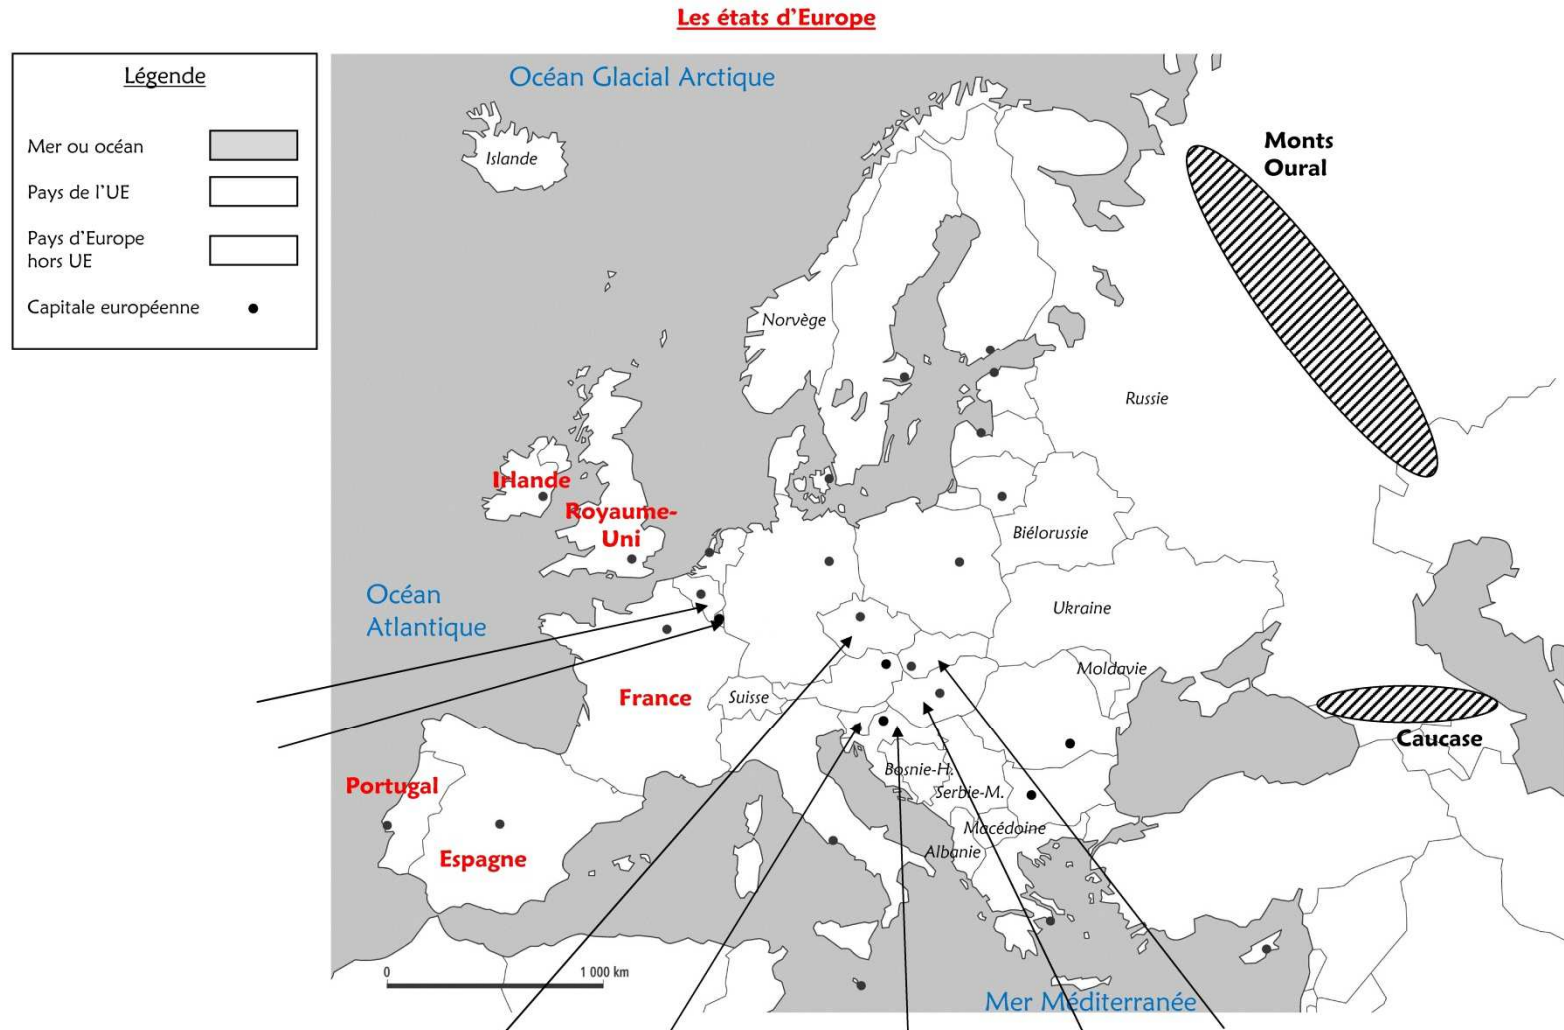 Les états d'Europe
Légende
Mer ou océan
Pays de l'UE
Pays d'Europe
hors UE
Capitale européenne
Océan Glacial Arctique
Islande
Monts
Oural
Norvège
Russie
Irlande
Royaume-
Uni
Biélorussie
Océan
Atlantique
Ukraine
Moldavie
France
Suisse
Caucase
Portugal
Bosnie-H.
Serbie-M.
Macédoine
Albanie
Espagne
0
1 000 km
Mer Méditerranée